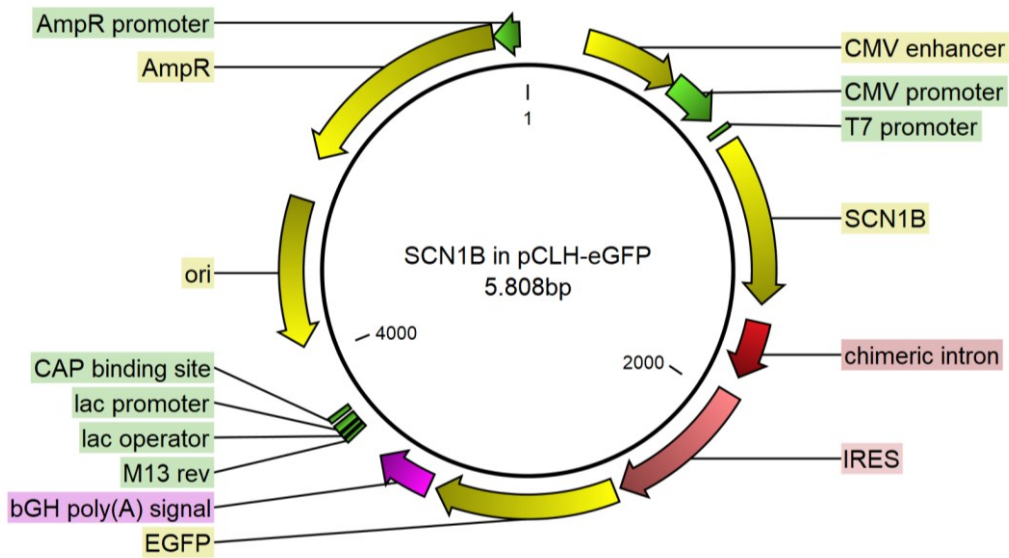 AmpR promoter
AmpR
ori
CAP binding site
lac promoter
lac operator
M13 rev
bGH poly(A) signal
EGFP
1
SCN1B in pCLH-eGFP
5.808bp
4000
2000
CMV enhancer
CMV promoter
T7 promoter
SCN1B
chimeric intron
IRES